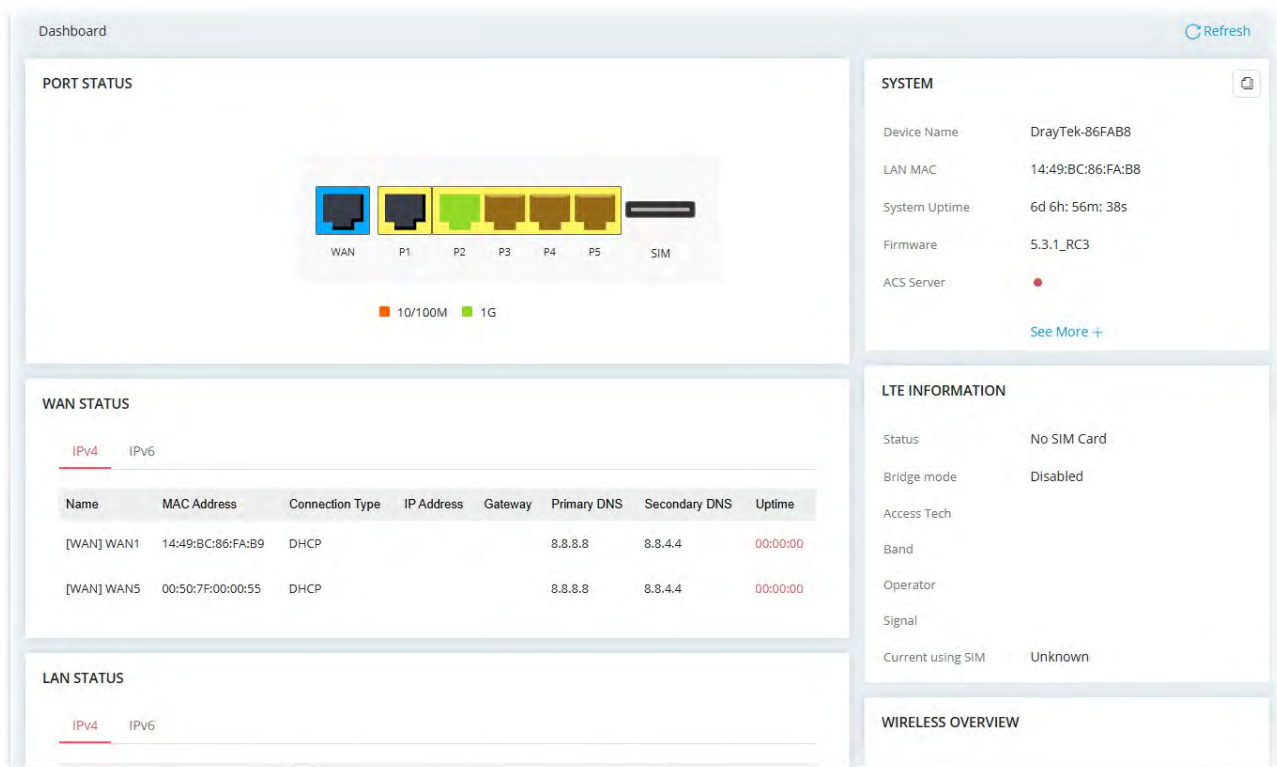 Dashboard
Refresh
PORT STATUS
WAN P1 P2 P3 P4 P5 SIM
10/100M 1G
WAN STATUS
IPv4 IPv6
Name MAC Address Connection Type IP Address Gateway Primary DNS Secondary DNS Uptime
[WAN] WAN1 14:49:BC:86:FA:B9 DHCP 8.8.8.8 8.8.4.4 00:00:00
[WAN] WAN5 00:50:7F:00:00:55 DHCP 8.8.8.8 8.8.4.4 00:00:00
LAN STATUS
IPv4 IPv6
SYSTEM
Device Name DrayTek-86FAB8
LAN MAC 14:49:BC:86:FA:B8
System Uptime 6d 6h: 56m: 38s
Firmware 5.3.1_RC3
ACS Server
See More +
LTE INFORMATION
Status No SIM Card
Bridge mode Disabled
Access Tech
Band
Operator
Signal
Current using SIM Unknown
WIRELESS OVERVIEW